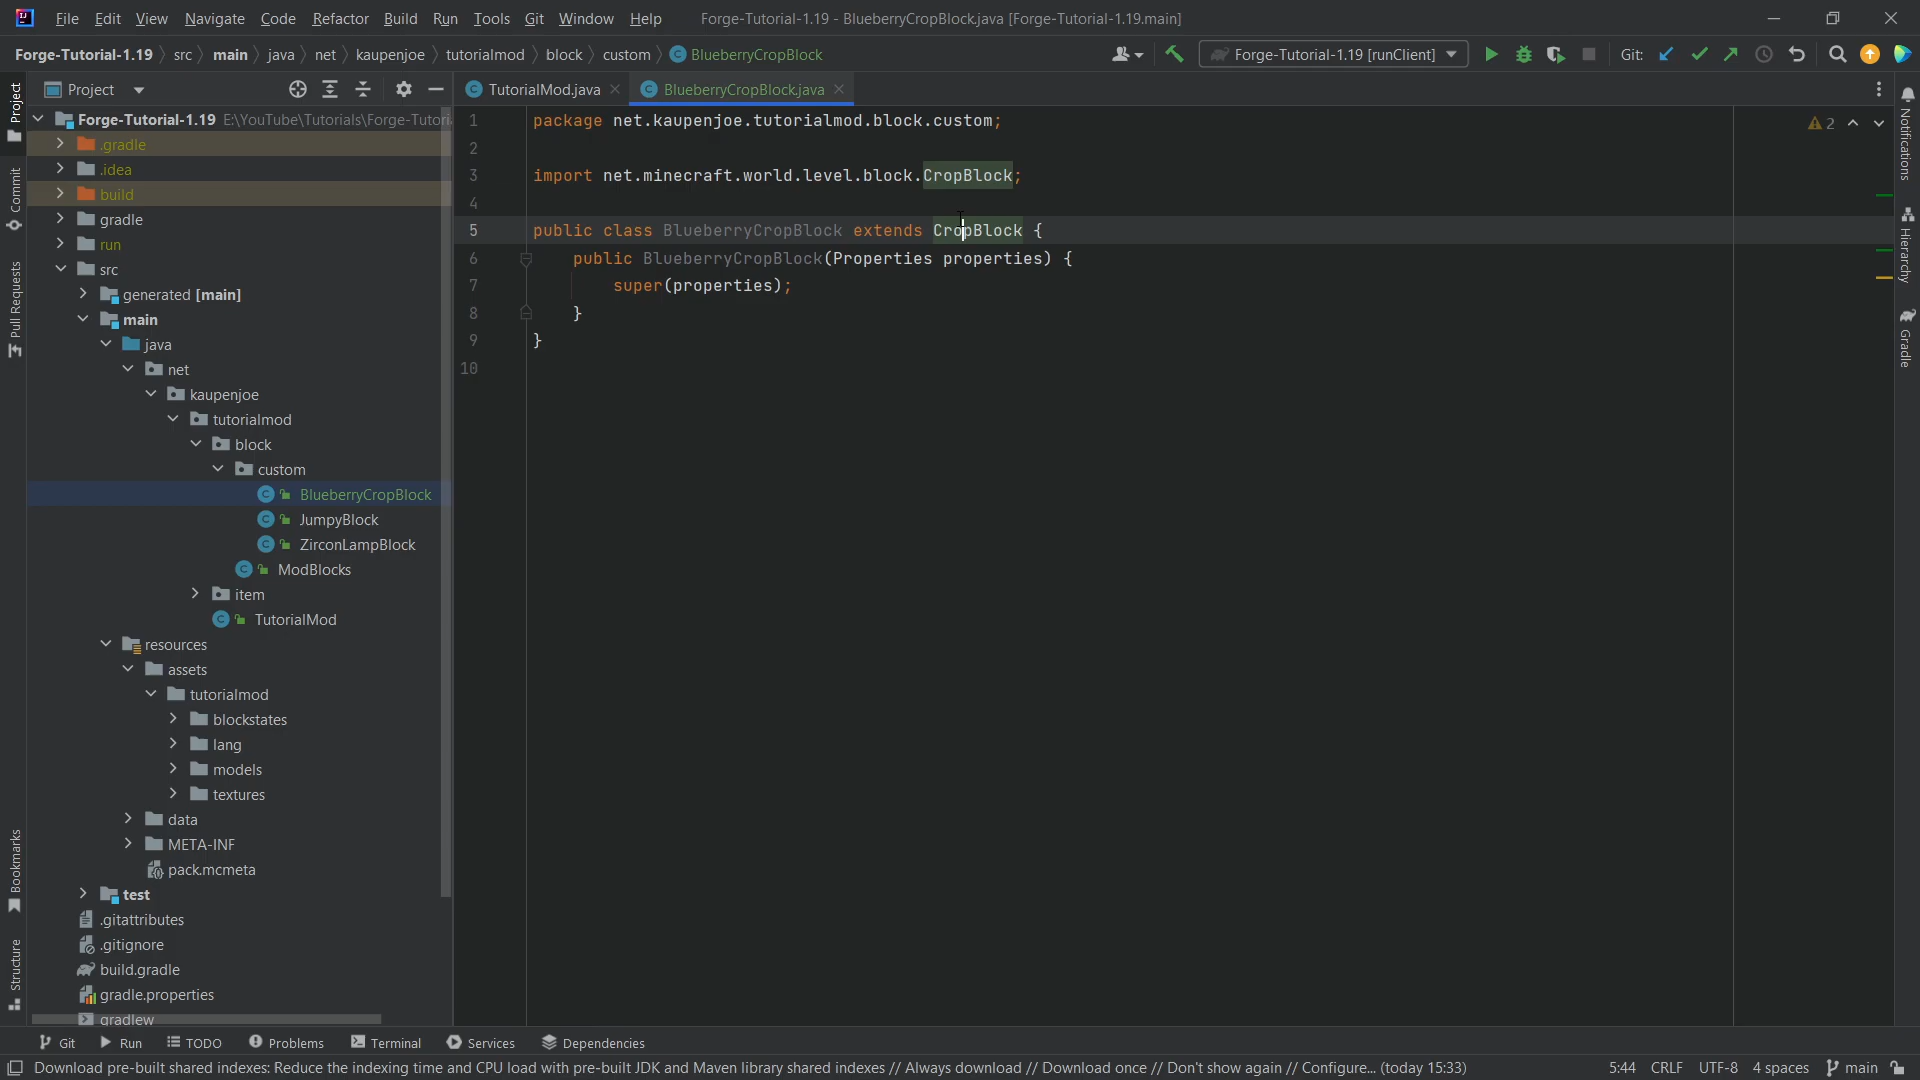 File Edit View Navigate Code Refactor Build Run Tools Git Window Help Forge-Tutorial-1.19 - BlueberryCropBlock.java [Forge-Tutorial-1.19.main]
Forge-Tutorial-1.19 src main java net kaupenjoe tutorialmod block custom BlueberryCropBlock Forge-Tutorial-1.19 [runClient] Git:
Project
TutorialMod.java BlueberryCropBlock.java
Forge-Tutorial-1.19 E:\YouTube\Tutorials\Forge-Tutori
.gradle
.idea
build
gradle
run
src
generated [main]
main
java
net
kaupenjoe
tutorialmod
block
custom
BlueberryCropBlock
JumpyBlock
ZirconLampBlock
ModBlocks
item
TutorialMod
resources
assets
tutorialmod
blockstates
lang
models
textures
data
META-INF
pack.mcmeta
test
.gitattributes
.gitignore
build.gradle
gradle.properties
gradlew
1 package net.kaupenjoe.tutorialmod.block.custom;
2
3 import net.minecraft.world.level.block.CropBlock;
4
5 public class BlueberryCropBlock extends CropBlock {
6 public BlueberryCropBlock(Properties properties) {
7 super(properties);
8 }
9 }
10
2
Project
Commit
Pull Requests
Bookmarks
Structure
Notifications
Hierarchy
Gradle
Git Run TODO Problems Terminal Services Dependencies
Download pre-built shared indexes: Reduce the indexing time and CPU load with pre-built JDK and Maven library shared indexes // Always download // Download once // Don't show again // Configure... (today 15:33) 5:44 CRLF UTF-8 4 spaces main